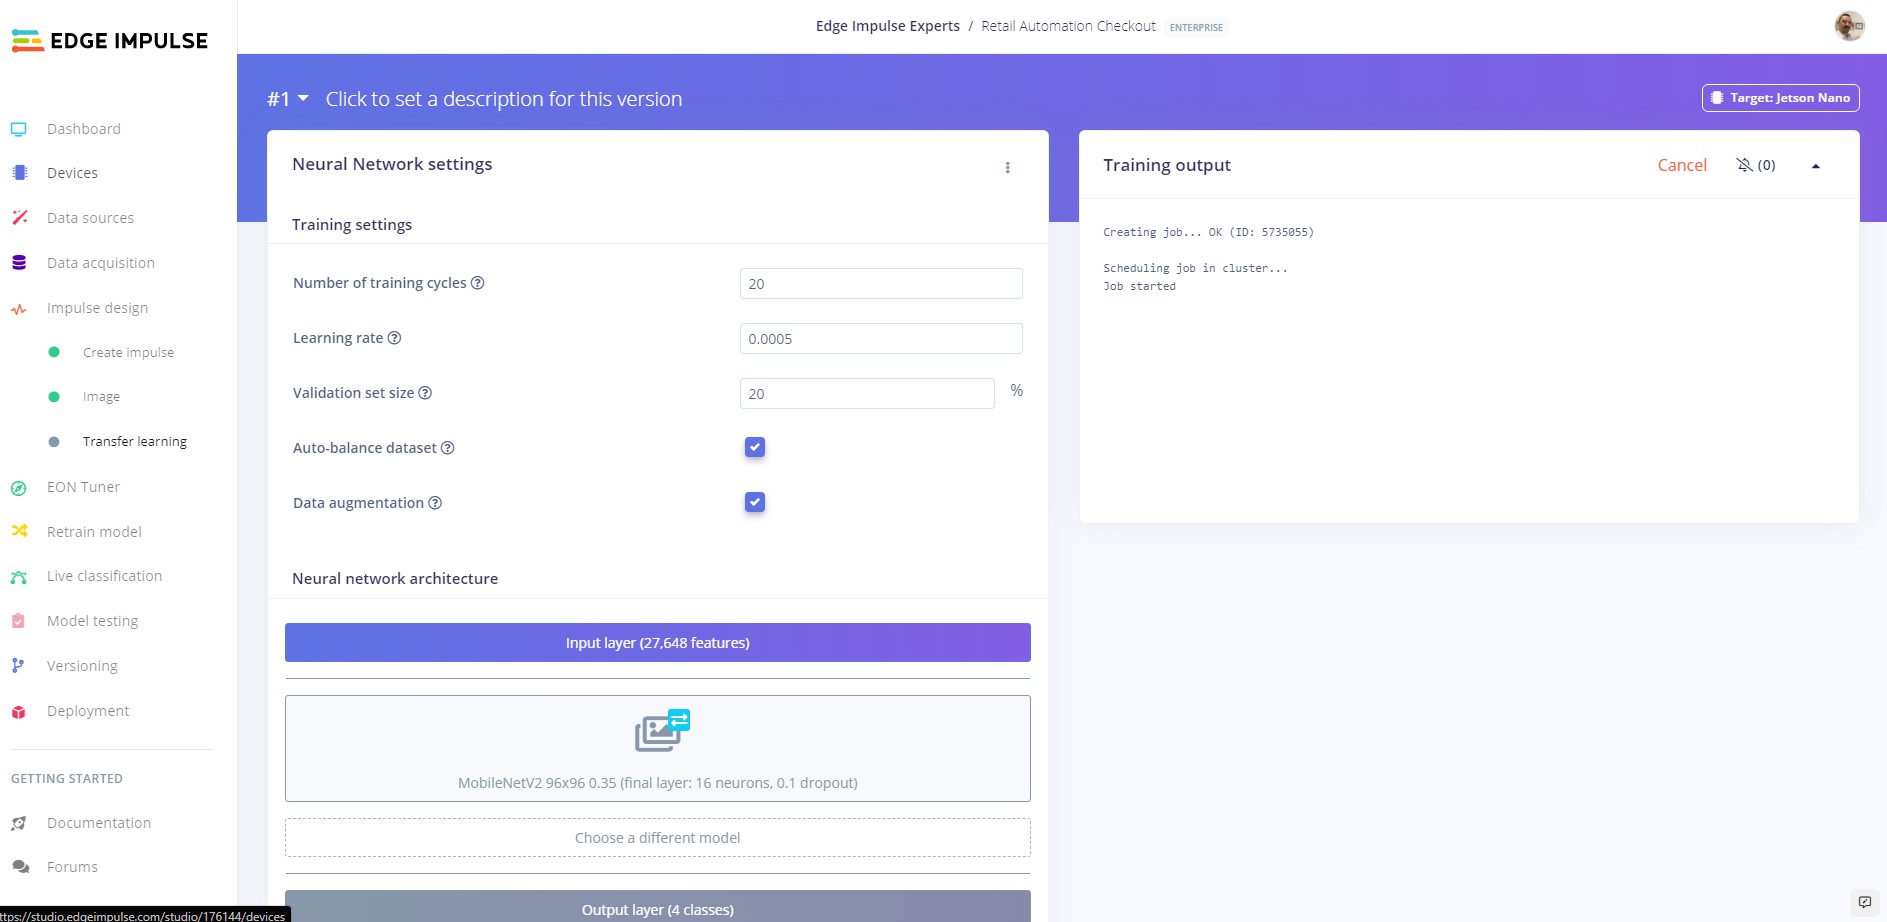 EDGE IMPULSE
Edge Impulse Experts / Retail Automation Checkout ENTERPRISE
#1 Click to set a description for this version
Target: Jetson Nano
Dashboard
Devices
Data sources
Data acquisition
Impulse design
Create impulse
Image
Transfer learning
EON Tuner
Retrain model
Live classification
Model testing
Versioning
Deployment
GETTING STARTED
Documentation
Forums
ttps://studio.edgeimpulse.com/studio/176144/devices
Neural Network settings
Training settings
Number of training cycles 20
Learning rate 0.0005
Validation set size 20 %
Auto-balance dataset
Data augmentation
Neural network architecture
Input layer (27,648 features)
MobileNetV2 96x96 0.35 (final layer: 16 neurons, 0.1 dropout)
Choose a different model
Output layer (4 classes)
Training output Cancel (0)
Creating job... OK (ID: 5735055)
Scheduling job in cluster...
Job started